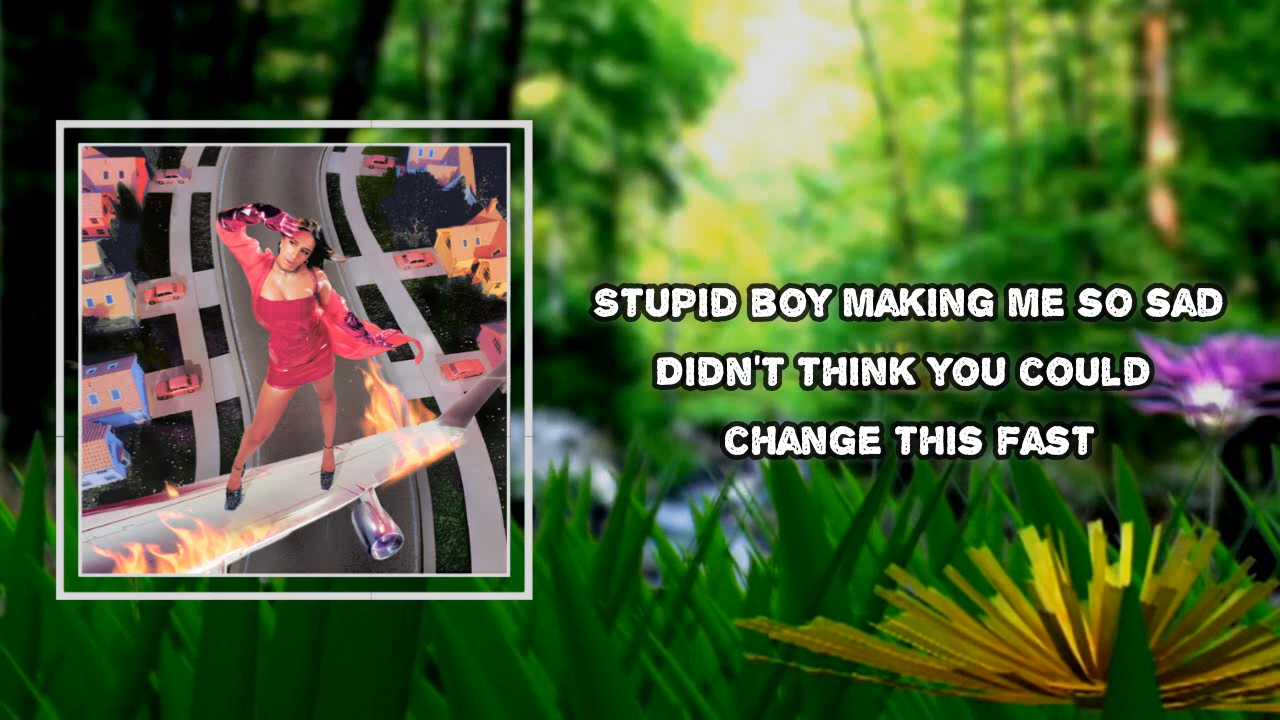 STUPID BOY MAKING ME SO SAD
DIDN'T THINK YOU COULD
CHANGE THIS FAST